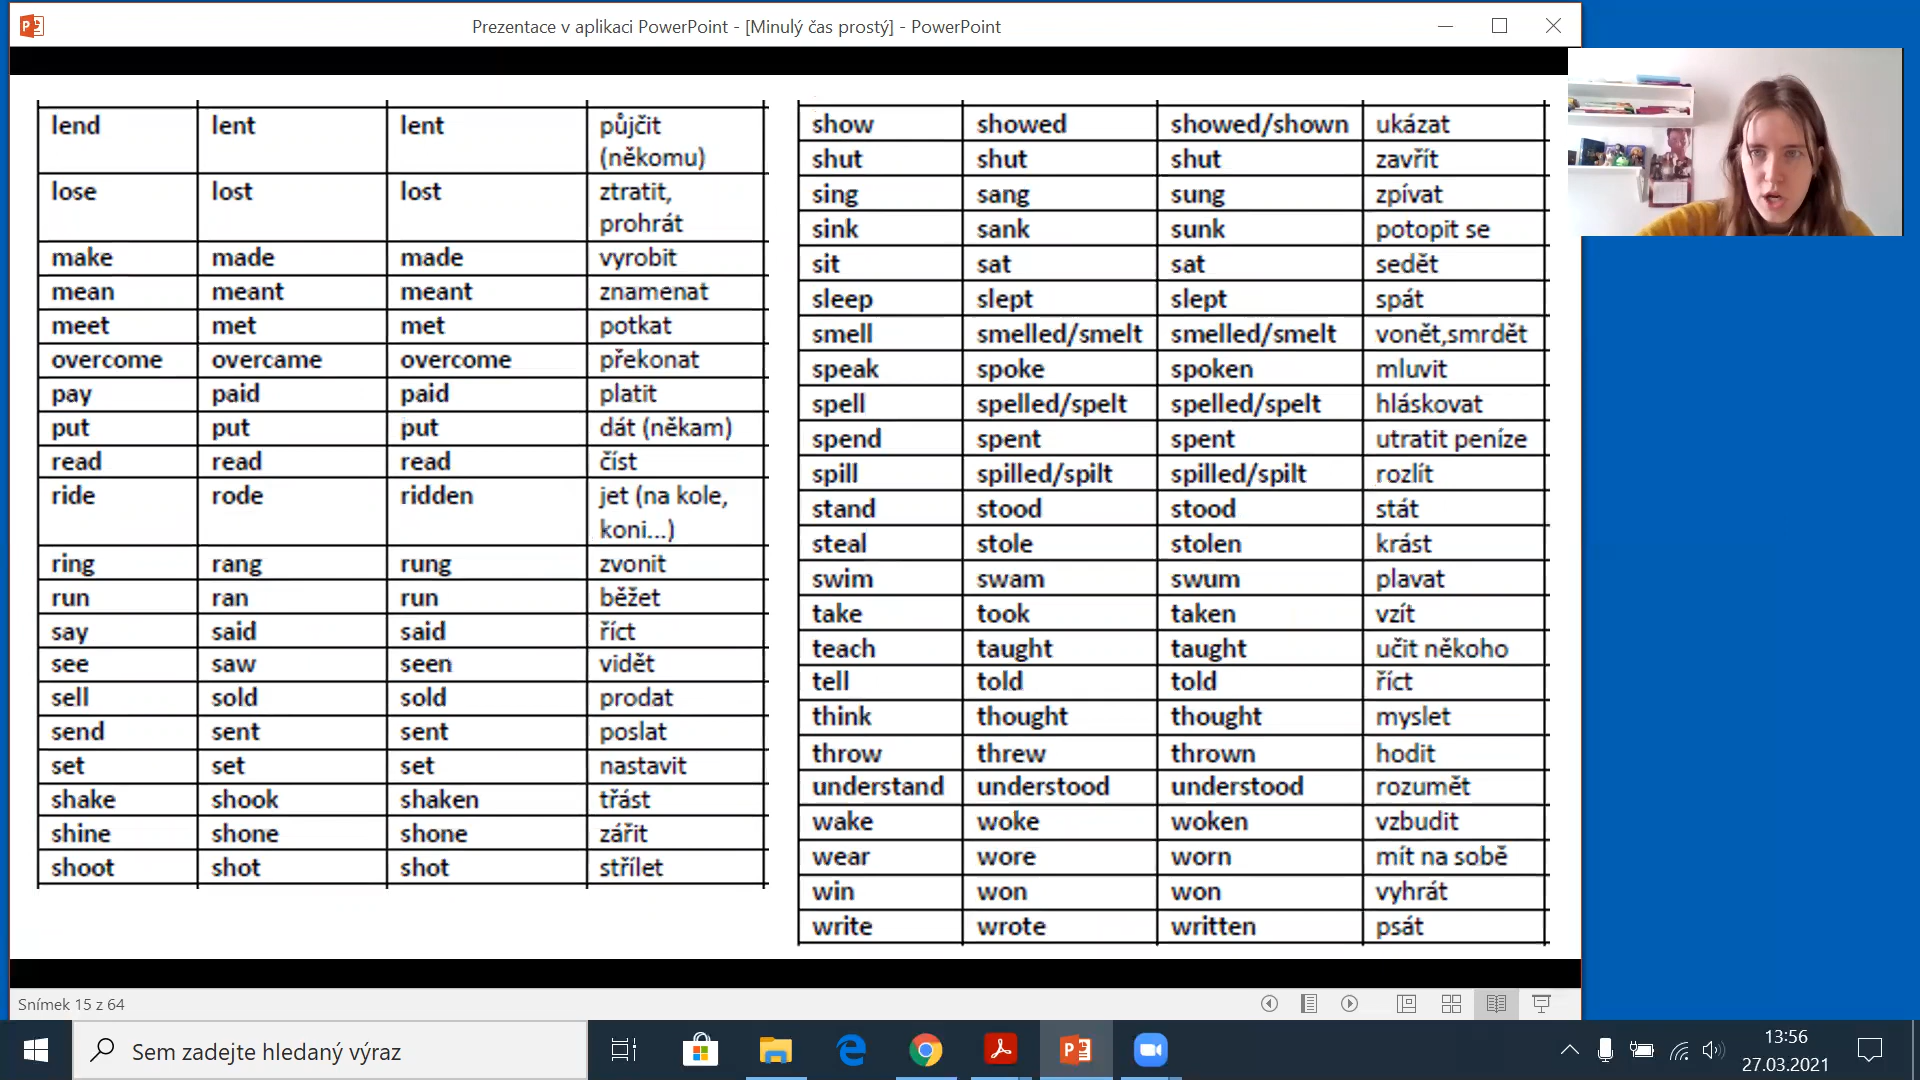 Prezentace v aplikaci PowerPoint - [Minulý čas prostý] - PowerPoint
lend lent lent půjčit
(někomu)
lose lost lost ztratit,
prohrát
make made made vyrobit
mean meant meant znamenat
meet met met potkat
overcome overcame overcome překonat
pay paid paid platit
put put put dát (někam)
read read read číst
ride rode ridden jet (na kole,
koni...)
ring rang rung zvonit
run ran run běžet
say said said říct
see saw seen vidět
sell sold sold prodat
send sent sent poslat
set set set nastavit
shake shook shaken třást
shine shone shone zářit
shoot shot shot střílet
show showed showed/shown ukázat
shut shut shut zavřít
sing sang sung zpívat
sink sank sunk potopit se
sit sat sat sedět
sleep slept slept spát
smell smelled/smelt smelled/smelt vonět,smrdět
speak spoke spoken mluvit
spell spelled/spelt spelled/spelt hláskovat
spend spent spent utratit peníze
spill spilled/spilt spilled/spilt rozlít
stand stood stood stát
steal stole stolen krást
swim swam swum plavat
take took taken vzít
teach taught taught učit někoho
tell told told říct
think thought thought myslet
throw threw thrown hodit
understand understood understood rozumět
wake woke woken vzbudit
wear wore worn mít na sobě
win won won vyhrát
write wrote written psát
Snímek 15 z 64
Sem zadejte hledaný výraz
13:56
27.03.2021